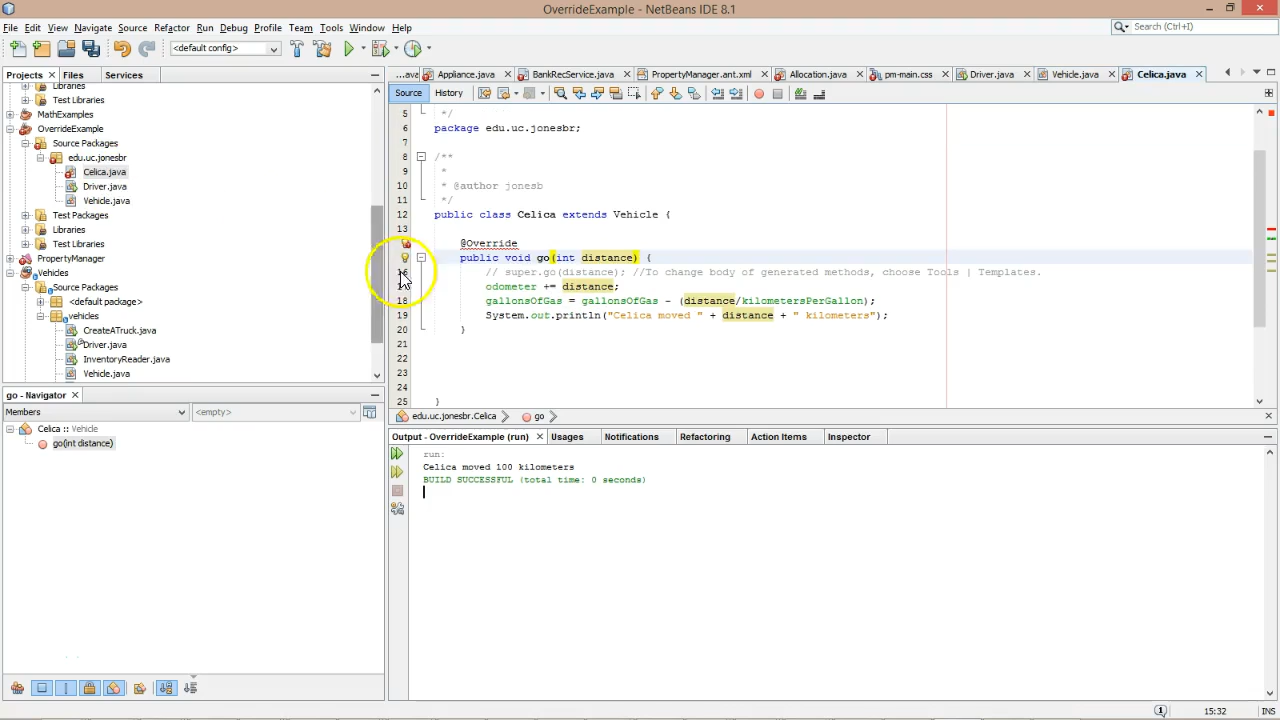 OverrideExample - NetBeans IDE 8.1
File Edit View Navigate Source Refactor Run Debug Profile Team Tools Window Help
Search (Ctrl+I)
<default config>
Projects Files Services
Libraries
Test Libraries
MathExamples
OverrideExample
Source Packages
edu.uc.jonesbr
Celica.java
Driver.java
Vehicle.java
Test Packages
Libraries
Test Libraries
PropertyManager
Vehides
Source Packages
<default package>
vehicles
CreateATruck.java
Driver.java
InventoryReader.java
Vehicle.java
go - Navigator
Members <empty>
Celica :: Vehicle
go(int distance)
...ava Appliance.java BankRecService.java PropertyManager.ant.xml Allocation.java pm-main.css Driver.java Vehicle.java Celica.java
Source History
5 */
6 package edu.uc.jonesbr;
7
8 /**
9 *
10 * @author jonesb
11 */
12 public class Celica extends Vehicle {
13
@Override
public void go(int distance) {
// super.go(distance); //To change body of generated methods, choose Tools | Templates.
odometer += distance;
18 gallonsOfGas = gallonsOfGas - (distance/kilometersPerGallon);
19 System.out.println("Celica moved " + distance + " kilometers");
20 }
21
22
23
24
25 }
edu.uc.jonesbr.Celica go
Output - OverrideExample (run) Usages Notifications Refactoring Action Items Inspector
run:
Celica moved 100 kilometers
BUILD SUCCESSFUL (total time: 0 seconds)
1 15:32 INS